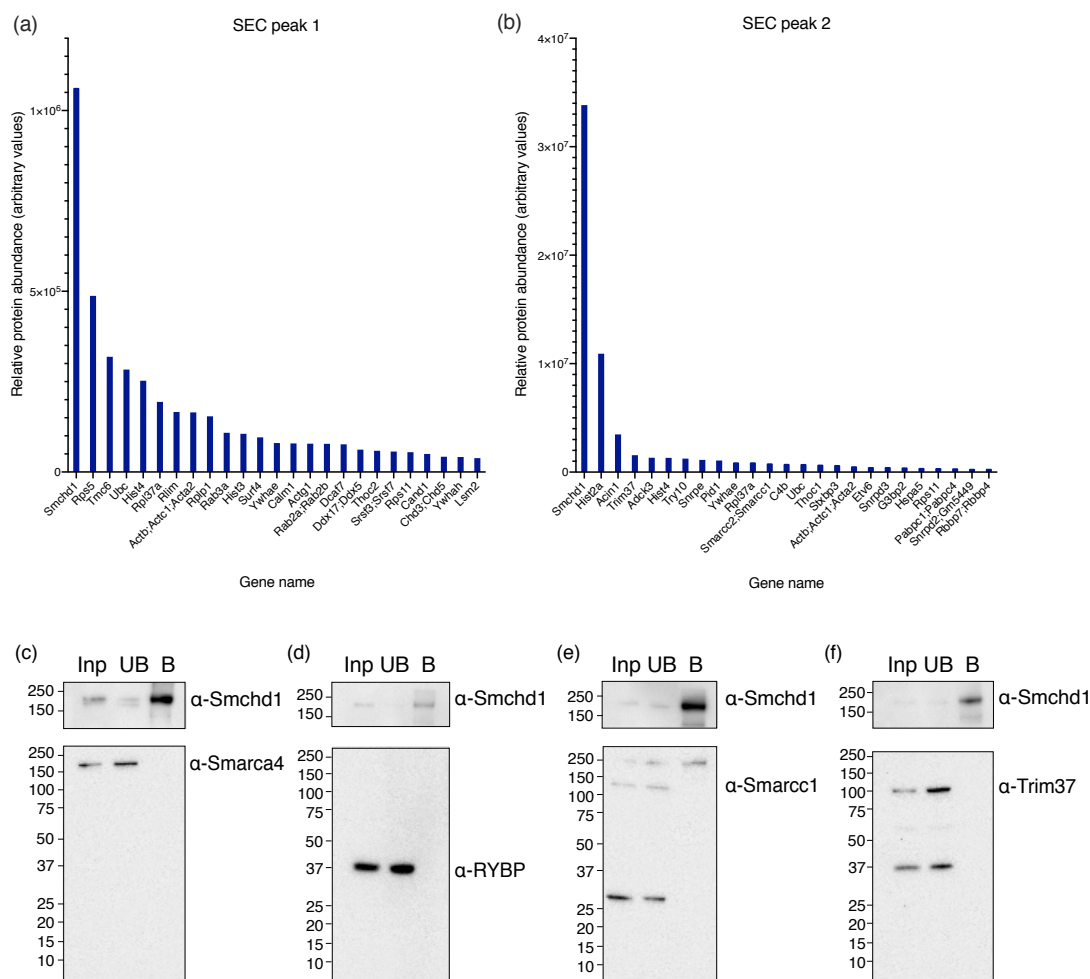 (a)
SEC peak 1
Relative protein abundance (arbitrary values)
1×10⁶
5×10⁵
0
Smchd1
Rps5
Tmc6
Ubc
Hist4
Rpl37a
Rlim
Actb;Actc1;Acta2
Rplp1
Rab3a
Hist3
Surf4
Ywhae
Calm1
Actg1
Rab2a;Rab2b
Dcaf7
Ddx17;Ddx5
Thoc2
Srsf3;Srsf7
Rps11
Cand1
Chd3;Chd5
Ywhah
Lsm2
Gene name
(b)
SEC peak 2
Relative protein abundance (arbitrary values)
4×10⁷
3×10⁷
2×10⁷
1×10⁷
0
Smchd1
Hist2a
Acin1
Trim37
Adck3
Hist4
Try10
Snrpe
Pid1
Ywhae
Rpl37a
Smarcc2;Smarcc1
C4b
Ubc
Thoc1
Stxbp3
Actb;Actc1;Acta2
Etv6
Snrpd3
G3bp2
Hspa5
Rps11
Pabpc1;Pabpc4
Snrpd2;Gm5449
Rbbp7;Rbbp4
Gene name
(c)
Inp UB B
250
150
α-Smchd1
250
150
100
75
50
37
25
20
15
10
α-Smarca4
(d)
Inp UB B
250
150
α-Smchd1
250
150
100
75
50
37
25
20
15
10
α-RYBP
(e)
Inp UB B
250
150
α-Smchd1
250
150
100
75
50
37
25
20
15
10
α-Smarcc1
(f)
Inp UB B
250
150
α-Smchd1
250
150
100
75
50
37
25
20
15
10
α-Trim37